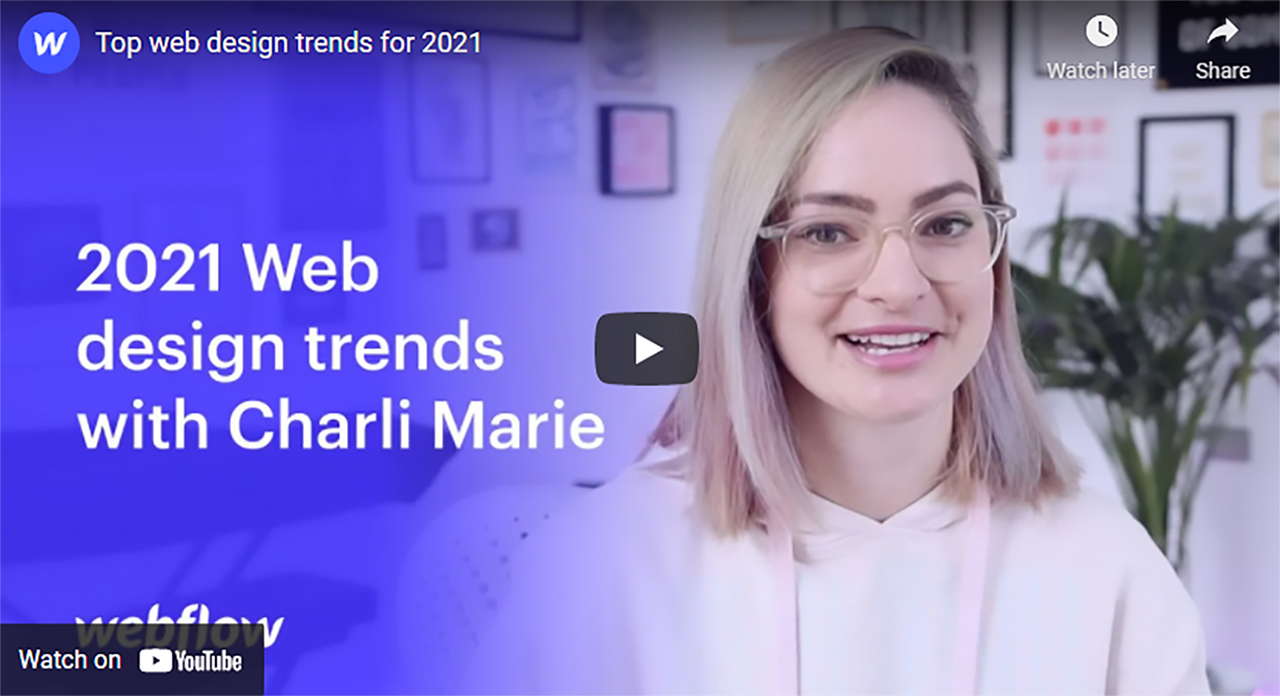 Top web design trends for 2021
Watch later
Share
2021 Web
design trends
with Charli Marie
webflow
Watch on YouTube